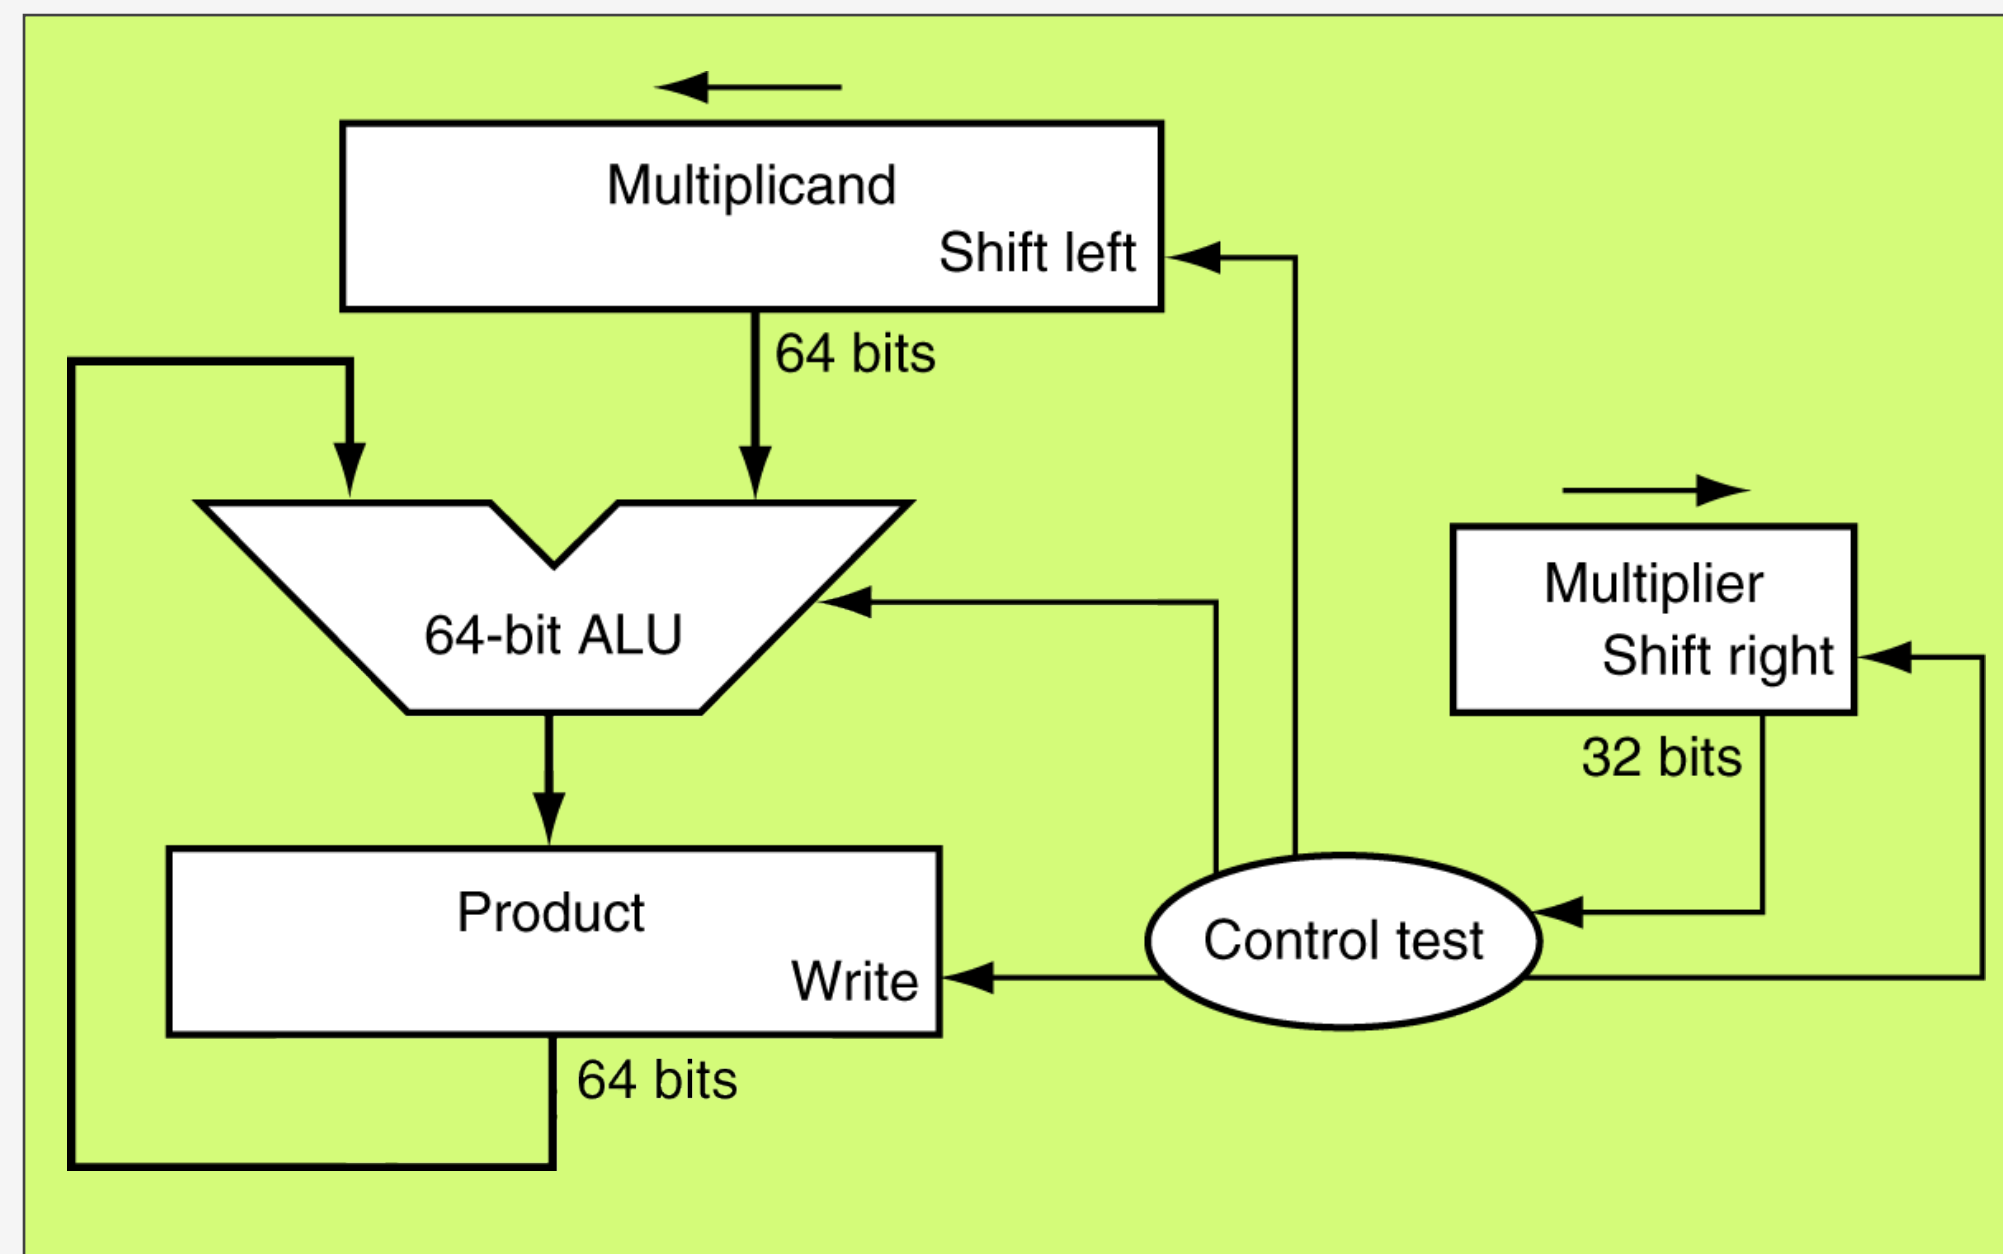 Multiplicand
Shift left
64 bits
64-bit ALU
Multiplier
Shift right
32 bits
Product
Write
Control test
64 bits